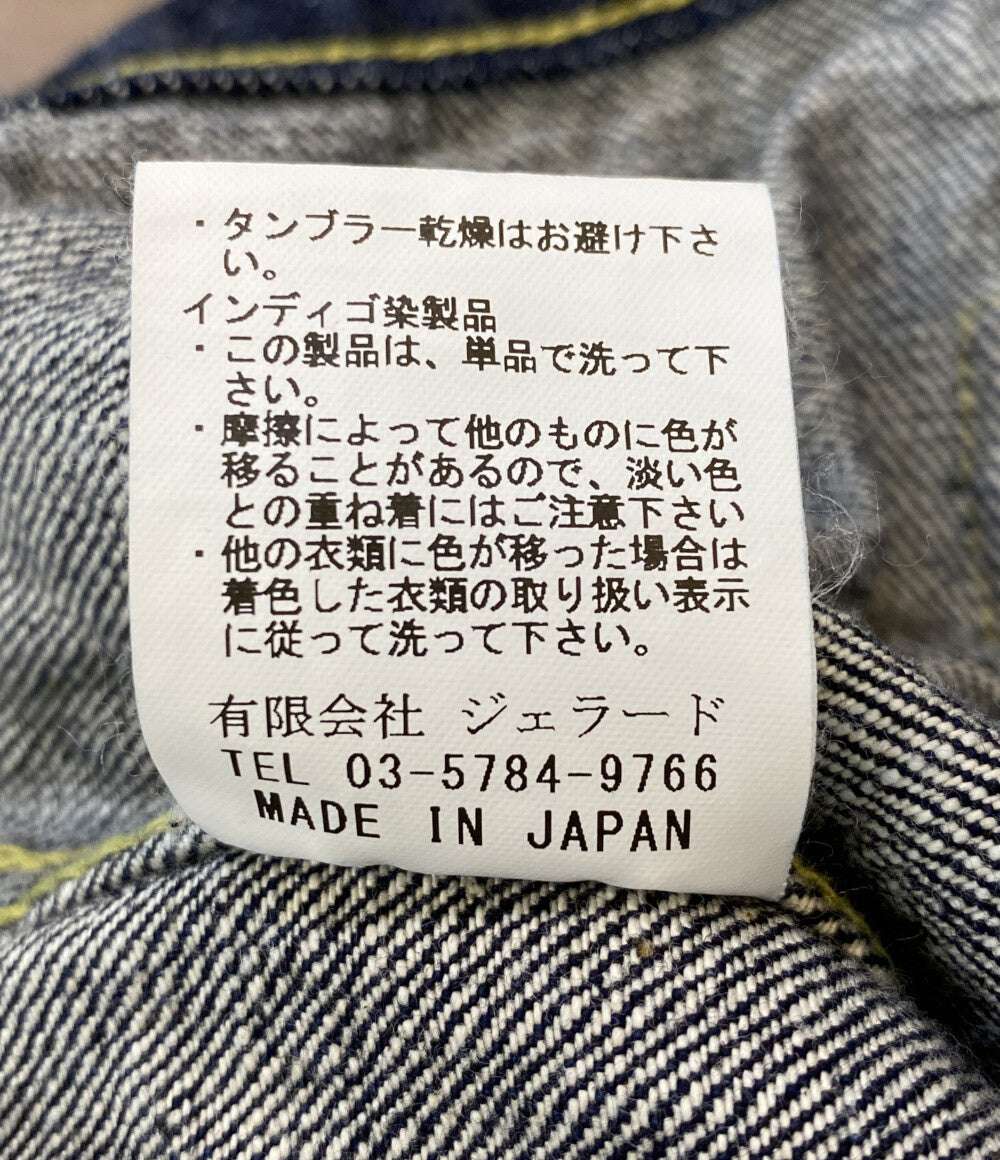 ・タンブラー乾燥はお避け下さ
い。
インディゴ染製品
・この製品は、単品で洗って下
さい。
・摩擦によって他のものに色が
移ることがあるので、淡い色
との重ね着にはご注意下さい
・他の衣類に色が移った場合は
着色した衣類の取り扱い表示
に従って洗って下さい。
有限会社 ジェラード
TEL 03-5784-9766
MADE IN JAPAN